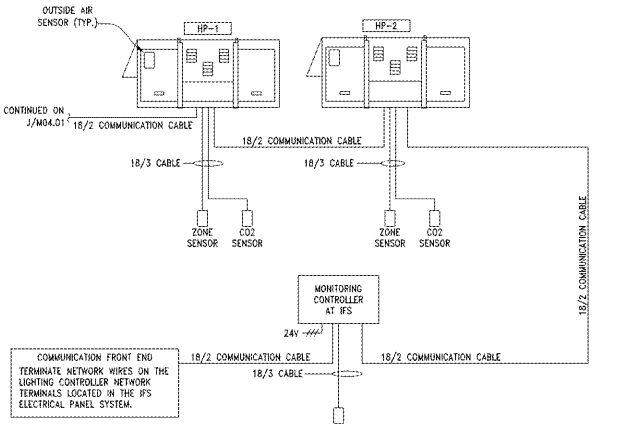 OUTSIDE AIR
SENSOR (TYP.)
HP-1
HP-2
CONTINUED ON
J/M04.01
18/2 COMMUNICATION CABLE
18/2 COMMUNICATION CABLE
18/3 CABLE
18/3 CABLE
ZONE
SENSOR
CO2
SENSOR
ZONE
SENSOR
CO2
SENSOR
18/2 COMMUNICATION CABLE
MONITORING
CONTROLLER
AT IFS
24V
COMMUNICATION FRONT END
TERMINATE NETWORK WIRES ON THE
LIGHTING CONTROLLER NETWORK
TERMINALS LOCATED IN THE IFS
ELECTRICAL PANEL SYSTEM.
18/2 COMMUNICATION CABLE
18/2 COMMUNICATION CABLE
18/3 CABLE